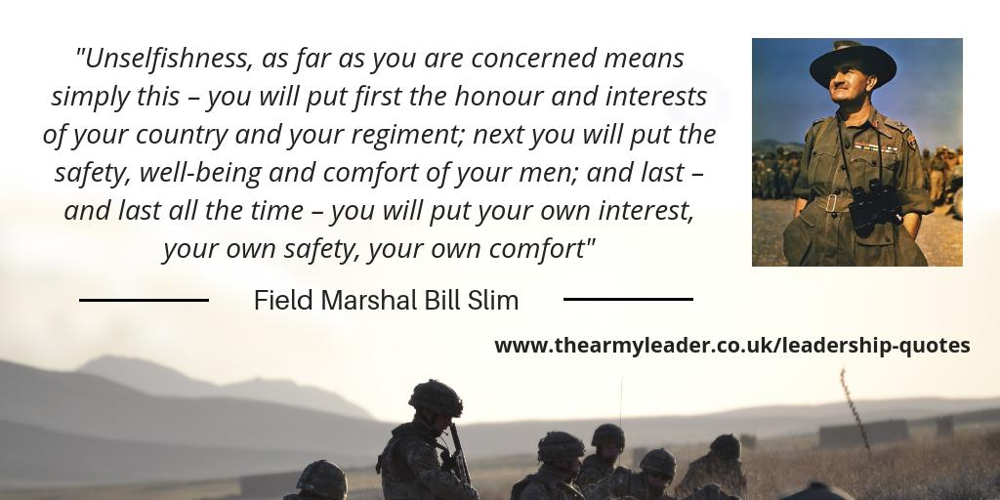 "Unselfishness, as far as you are concerned means
simply this – you will put first the honour and interests
of your country and your regiment; next you will put the
safety, well-being and comfort of your men; and last –
and last all the time – you will put your own interest,
your own safety, your own comfort"
Field Marshal Bill Slim
www.thearmyleader.co.uk/leadership-quotes